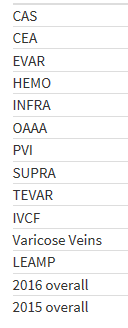 CAS
CEA
EVAR
HEMO
INFRA
OAAA
PVI
SUPRA
TEVAR
IVCF
Varicose Veins
LEAMP
2016 overall
2015 overall